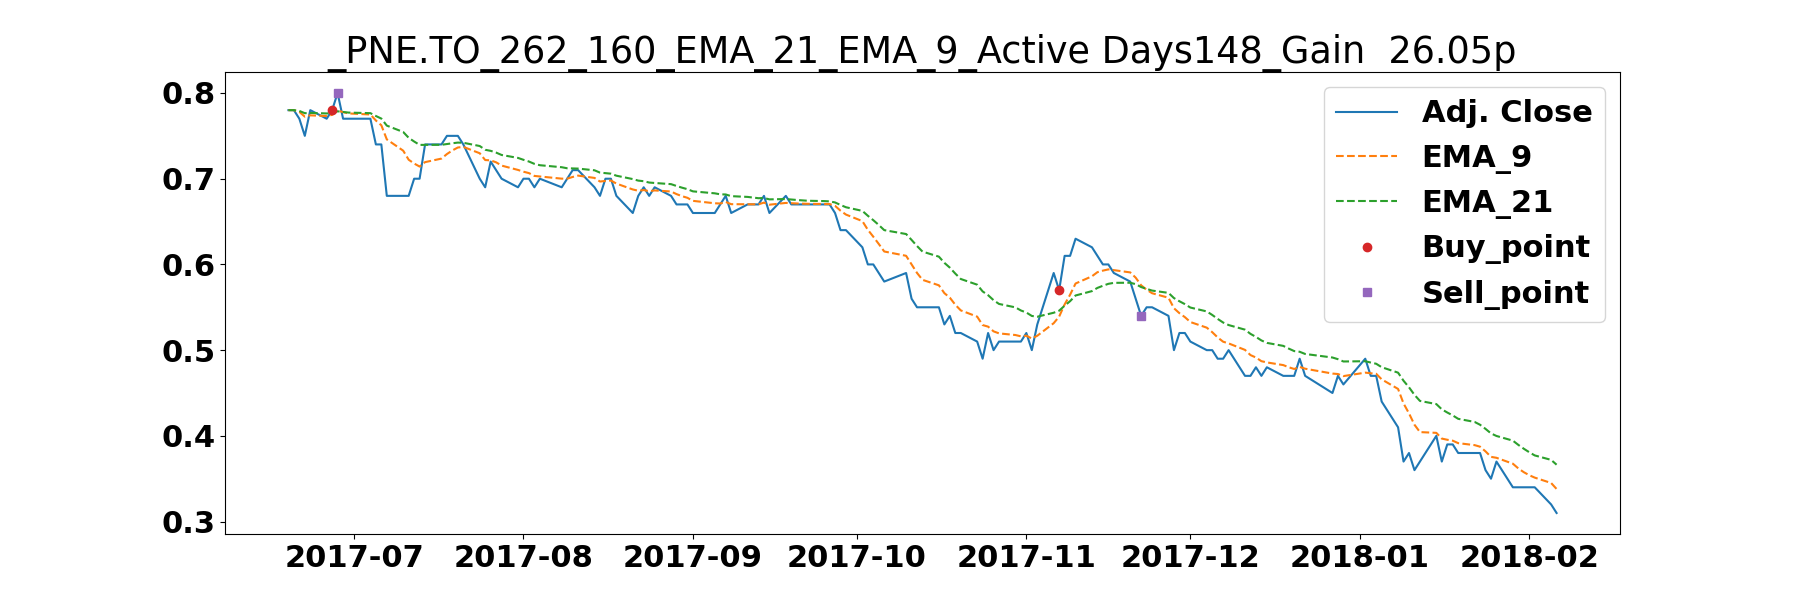 _PNE.TO_262_160_EMA_21_EMA_9_Active Days148_Gain  26.05p
0.8
0.7
0.6
0.5
0.4
0.3
Adj. Close
EMA_9
EMA_21
Buy_point
Sell_point
2017-07 2017-08 2017-09 2017-10 2017-11 2017-12 2018-01 2018-02